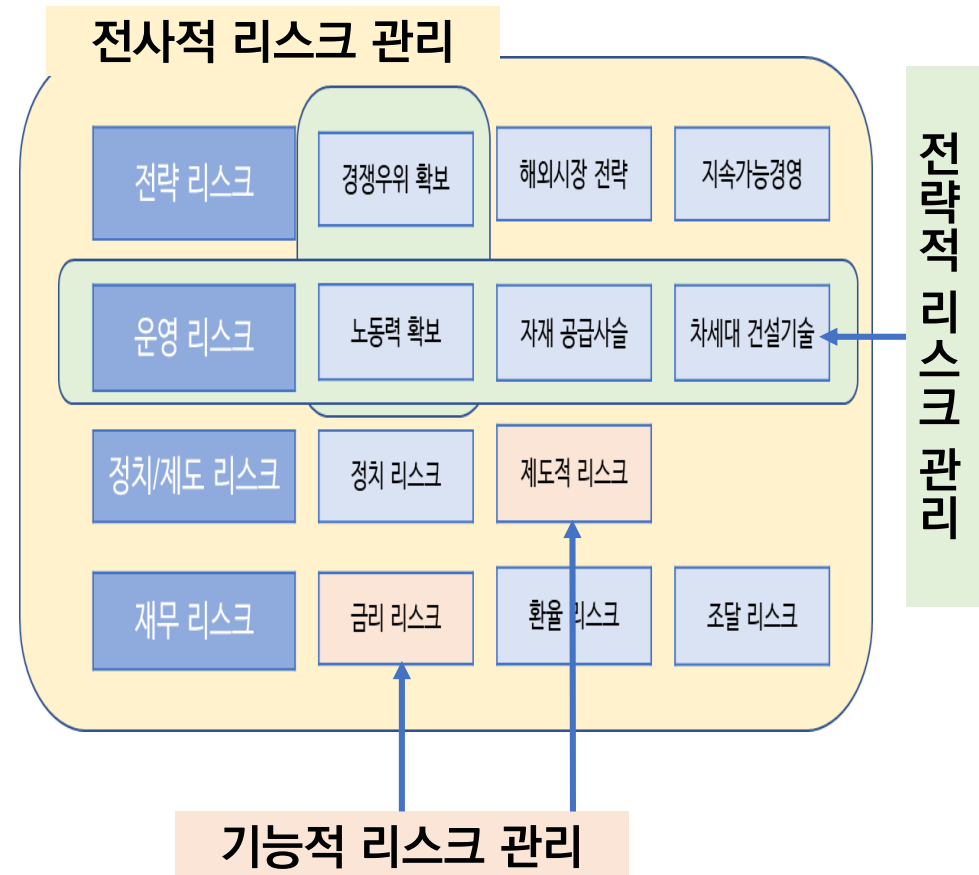 전사적 리스크 관리
전략 리스크
경쟁우위 확보
해외시장 전략
지속가능경영
운영 리스크
노동력 확보
자재 공급사슬
차세대 건설기술
정치/제도 리스크
정치 리스크
제도적 리스크
재무 리스크
금리 리스크
환율 리스크
조달 리스크
전략적 리스크 관리
기능적 리스크 관리